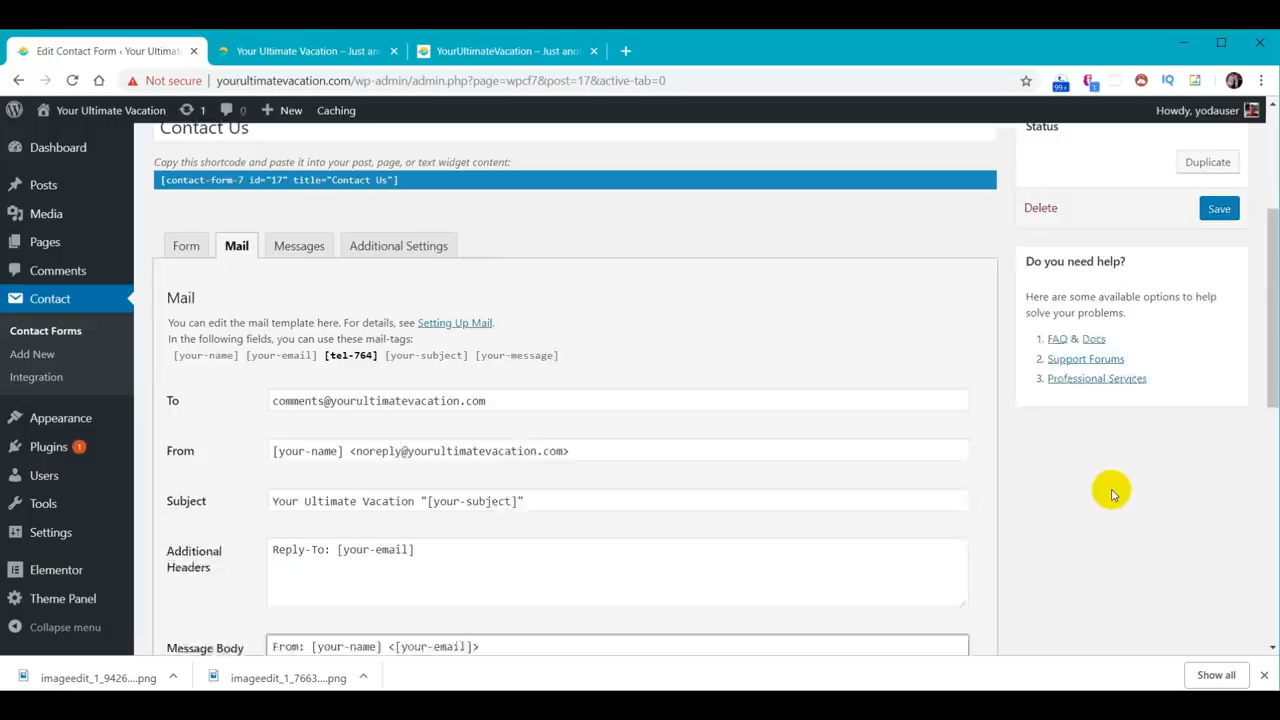 Edit Contact Form ‹ Your Ultima
Your Ultimate Vacation – Just an
YourUltimateVacation – Just ano
Not secure
yourultimatevacation.com/wp-admin/admin.php?page=wpcf7&post=17&active-tab=0
99+
1
IQ
Your Ultimate Vacation
1
0
New
Caching
Howdy, yodauser
Dashboard
Posts
Media
Pages
Comments
Contact
Contact Forms
Add New
Integration
Appearance
Plugins 1
Users
Tools
Settings
Elementor
Theme Panel
Collapse menu
Contact Us
Copy this shortcode and paste it into your post, page, or text widget content:
[contact-form-7 id="17" title="Contact Us"]
Form
Mail
Messages
Additional Settings
Mail
You can edit the mail template here. For details, see Setting Up Mail.
In the following fields, you can use these mail-tags:
[your-name] [your-email] [tel-764] [your-subject] [your-message]
To
comments@yourultimatevacation.com
From
[your-name] <noreply@yourultimatevacation.com>
Subject
Your Ultimate Vacation "[your-subject]"
Additional
Headers
Reply-To: [your-email]
Message Body
From: [your-name] <[your-email]>
Status
Duplicate
Delete
Save
Do you need help?
Here are some available options to help
solve your problems.
1. FAQ & Docs
2. Support Forums
3. Professional Services
imageedit_1_9426....png
imageedit_1_7663....png
Show all